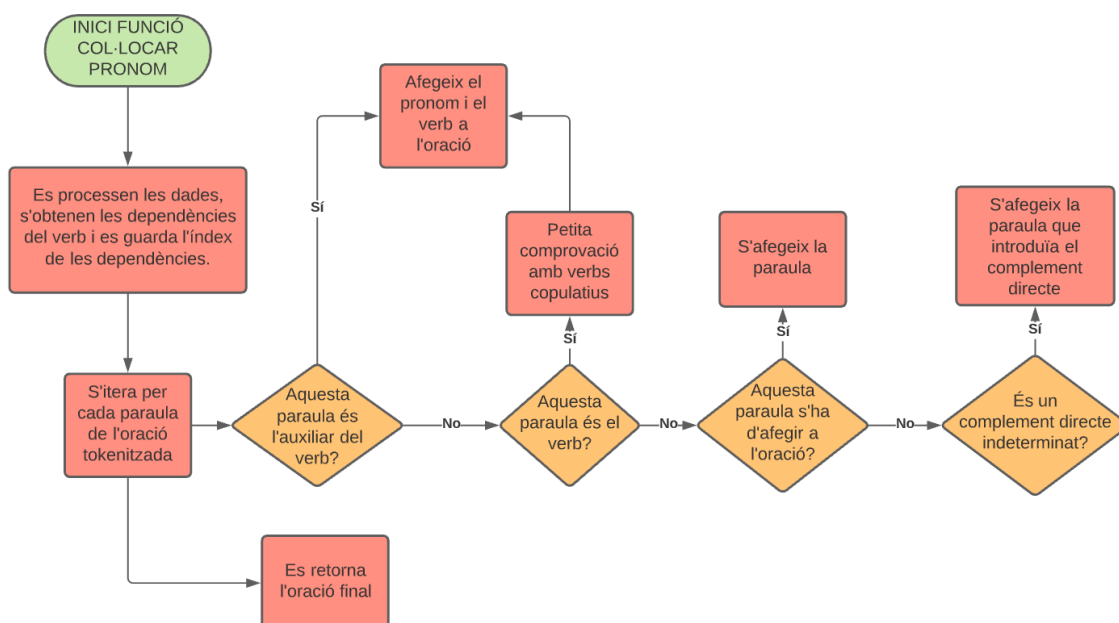 INICI FUNCIÓ
COL·LOCAR
PRONOM
Es processen les dades,
s'obtenen les dependències
del verb i es guarda l'índex
de les dependències.
S'itera per
cada paraula
de l'oració
tokenitzada
Es retorna
l'oració final
Aquesta
paraula és
l'auxiliar del
verb?
Sí
Afegeix el
pronom i el
verb a
l'oració
No
Aquesta
paraula és el
verb?
Sí
Petita
comprovació
amb verbs
copulatius
No
Aquesta
paraula s'ha
d'afegir a
l'oració?
Sí
S'afegeix la
paraula
No
És un
complement directe
indeterminat?
Sí
S'afegeix la
paraula que
introduïa el
complement
directe